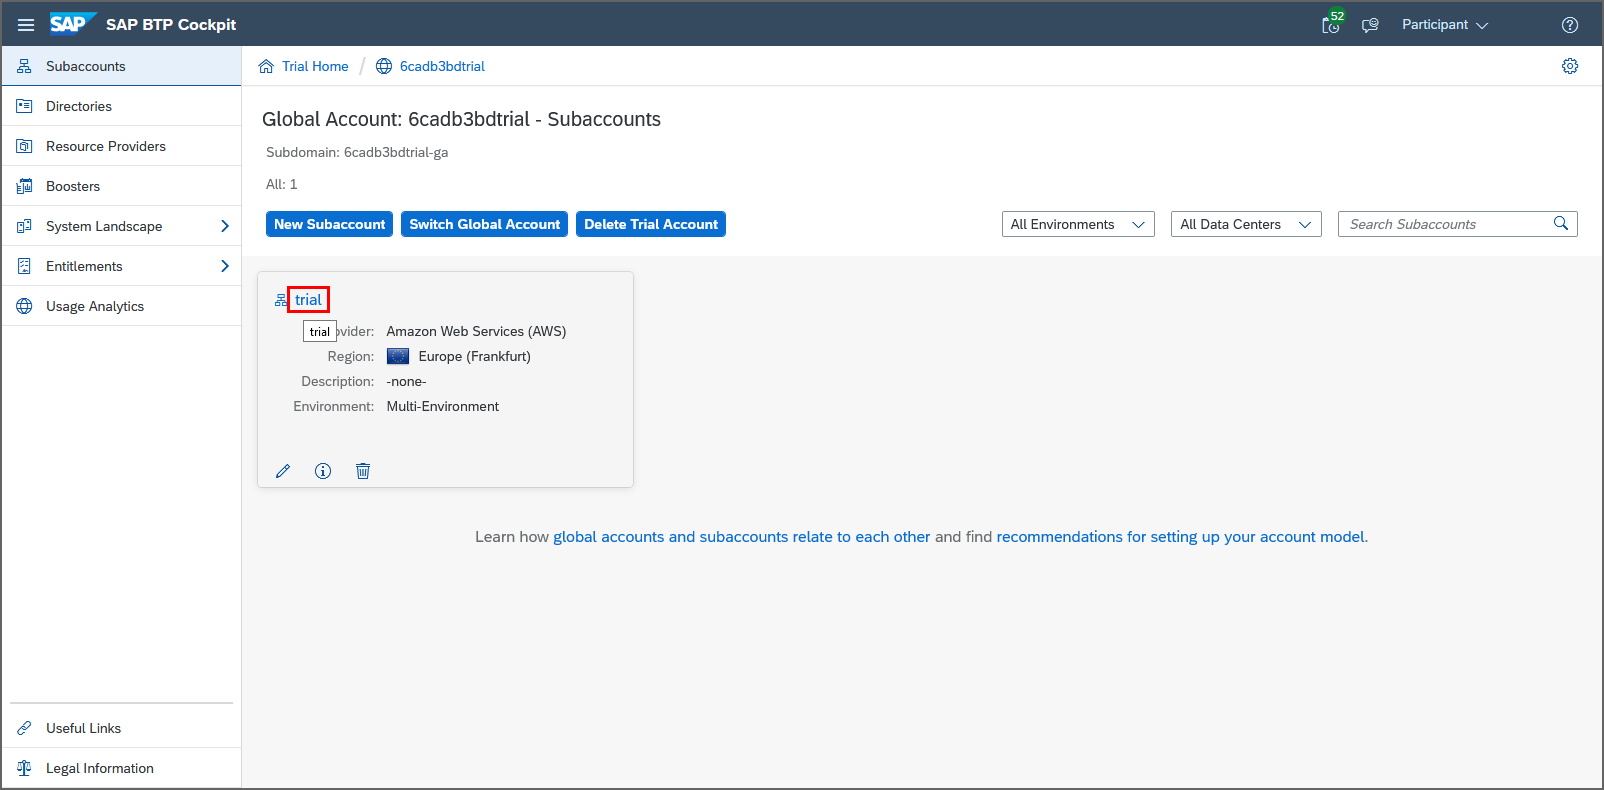 SAP SAP BTP Cockpit
52
Participant
Subaccounts
Directories
Resource Providers
Boosters
System Landscape
Entitlements
Usage Analytics
Useful Links
Legal Information
Trial Home / 6cadb3bdtrial
Global Account: 6cadb3bdtrial - Subaccounts
Subdomain: 6cadb3bdtrial-ga
All: 1
New Subaccount Switch Global Account Delete Trial Account All Environments All Data Centers Search Subaccounts
trial
trial
vider: Amazon Web Services (AWS)
Region: Europe (Frankfurt)
Description: -none-
Environment: Multi-Environment
Learn how global accounts and subaccounts relate to each other and find recommendations for setting up your account model.